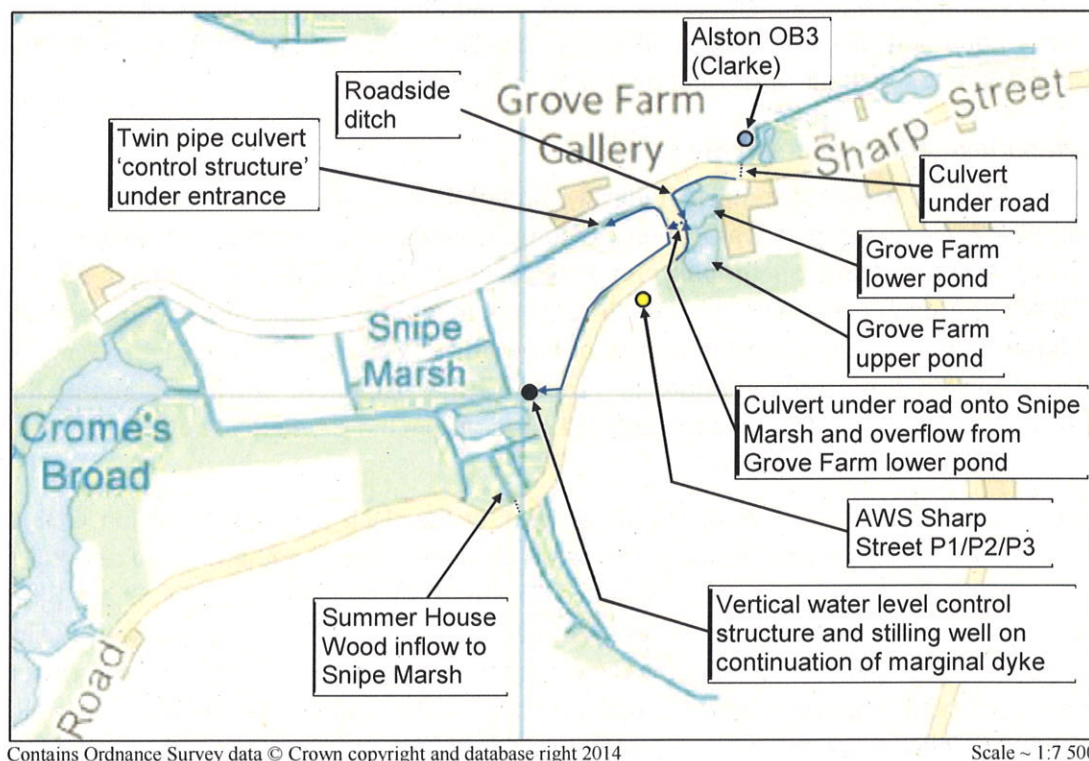 Alston OB3
(Clarke)
Roadside
ditch
Grove Farm
Gallery
Sharp Street
Twin pipe culvert
‘control structure’
under entrance
Culvert
under road
Grove Farm
lower pond
Grove Farm
upper pond
Snipe
Marsh
Crome's
Broad
Culvert under road onto Snipe
Marsh and overflow from
Grove Farm lower pond
AWS Sharp
Street P1/P2/P3
Summer House
Wood inflow to
Snipe Marsh
Vertical water level control
structure and stilling well on
continuation of marginal dyke
Road
Contains Ordnance Survey data © Crown copyright and database right 2014
Scale ~ 1:7 500